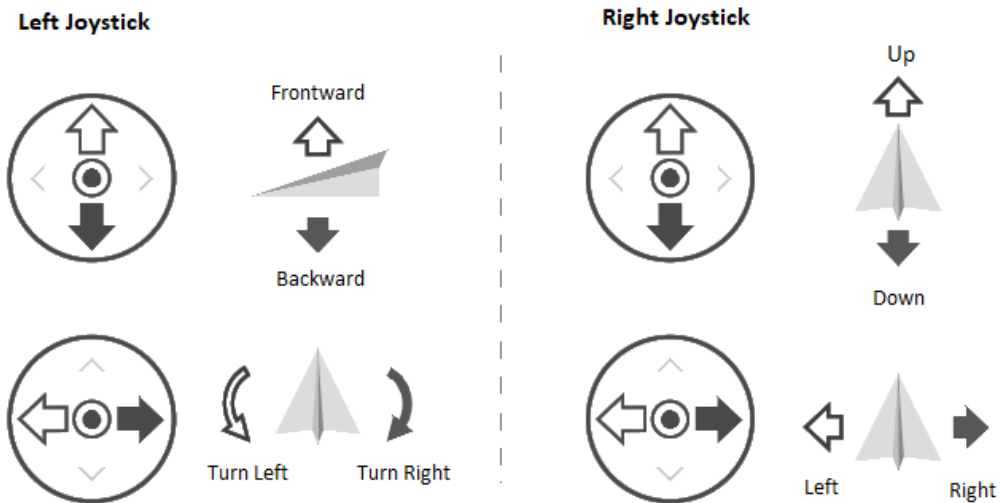 Left Joystick
Right Joystick
Frontward
Up
Backward
Down
Turn Left
Turn Right
Left
Right